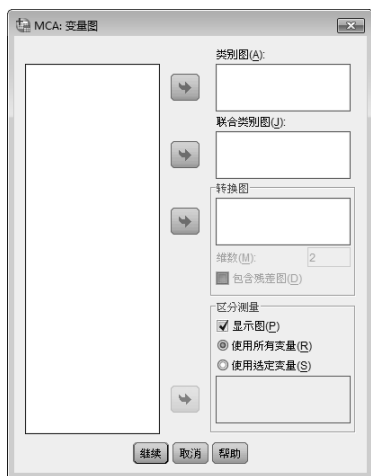 MCA: 变量图
类别图(A):
联合类别图(J):
转换图
维数(M): 2
包含残差图(D)
区分测量
显示图(P)
使用所有变量(R)
使用选定变量(S)
继续 取消 帮助